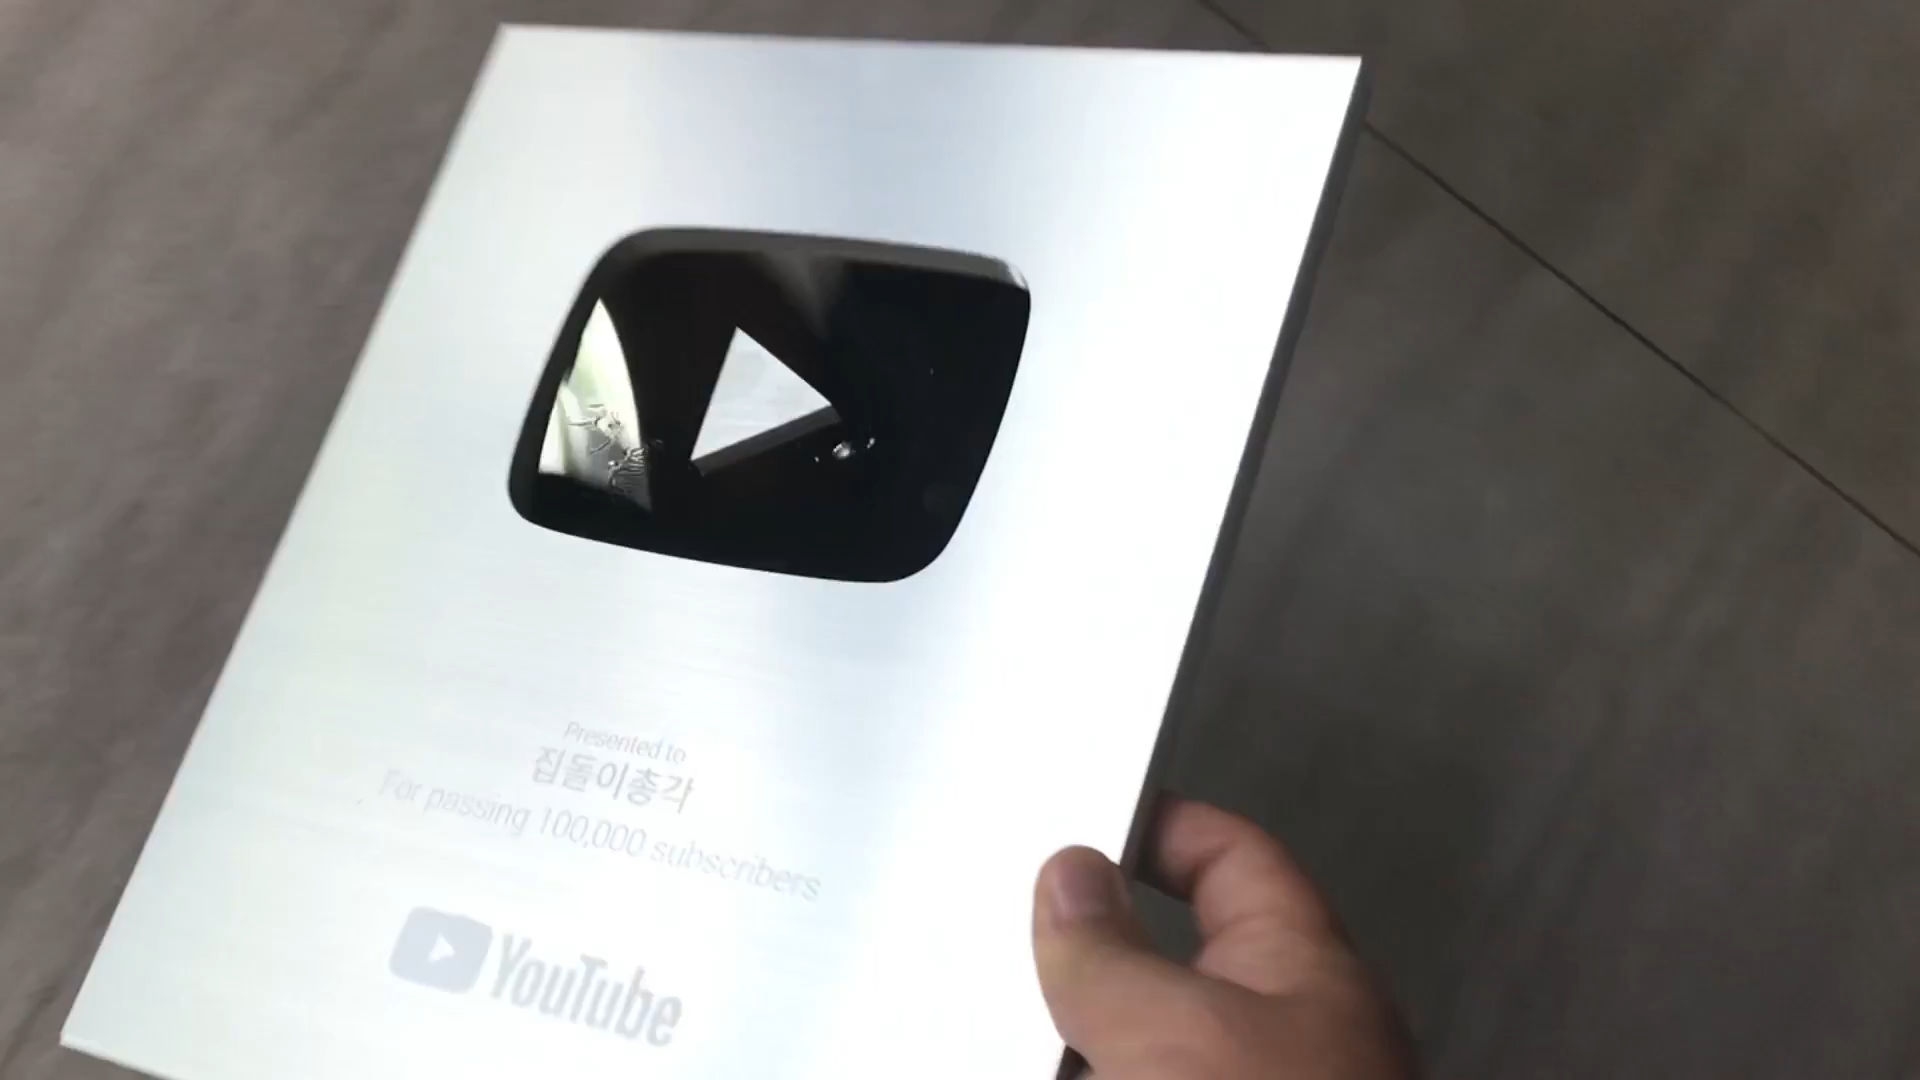 Presented to
집돌이총각
For passing 100,000 subscribers
YouTube